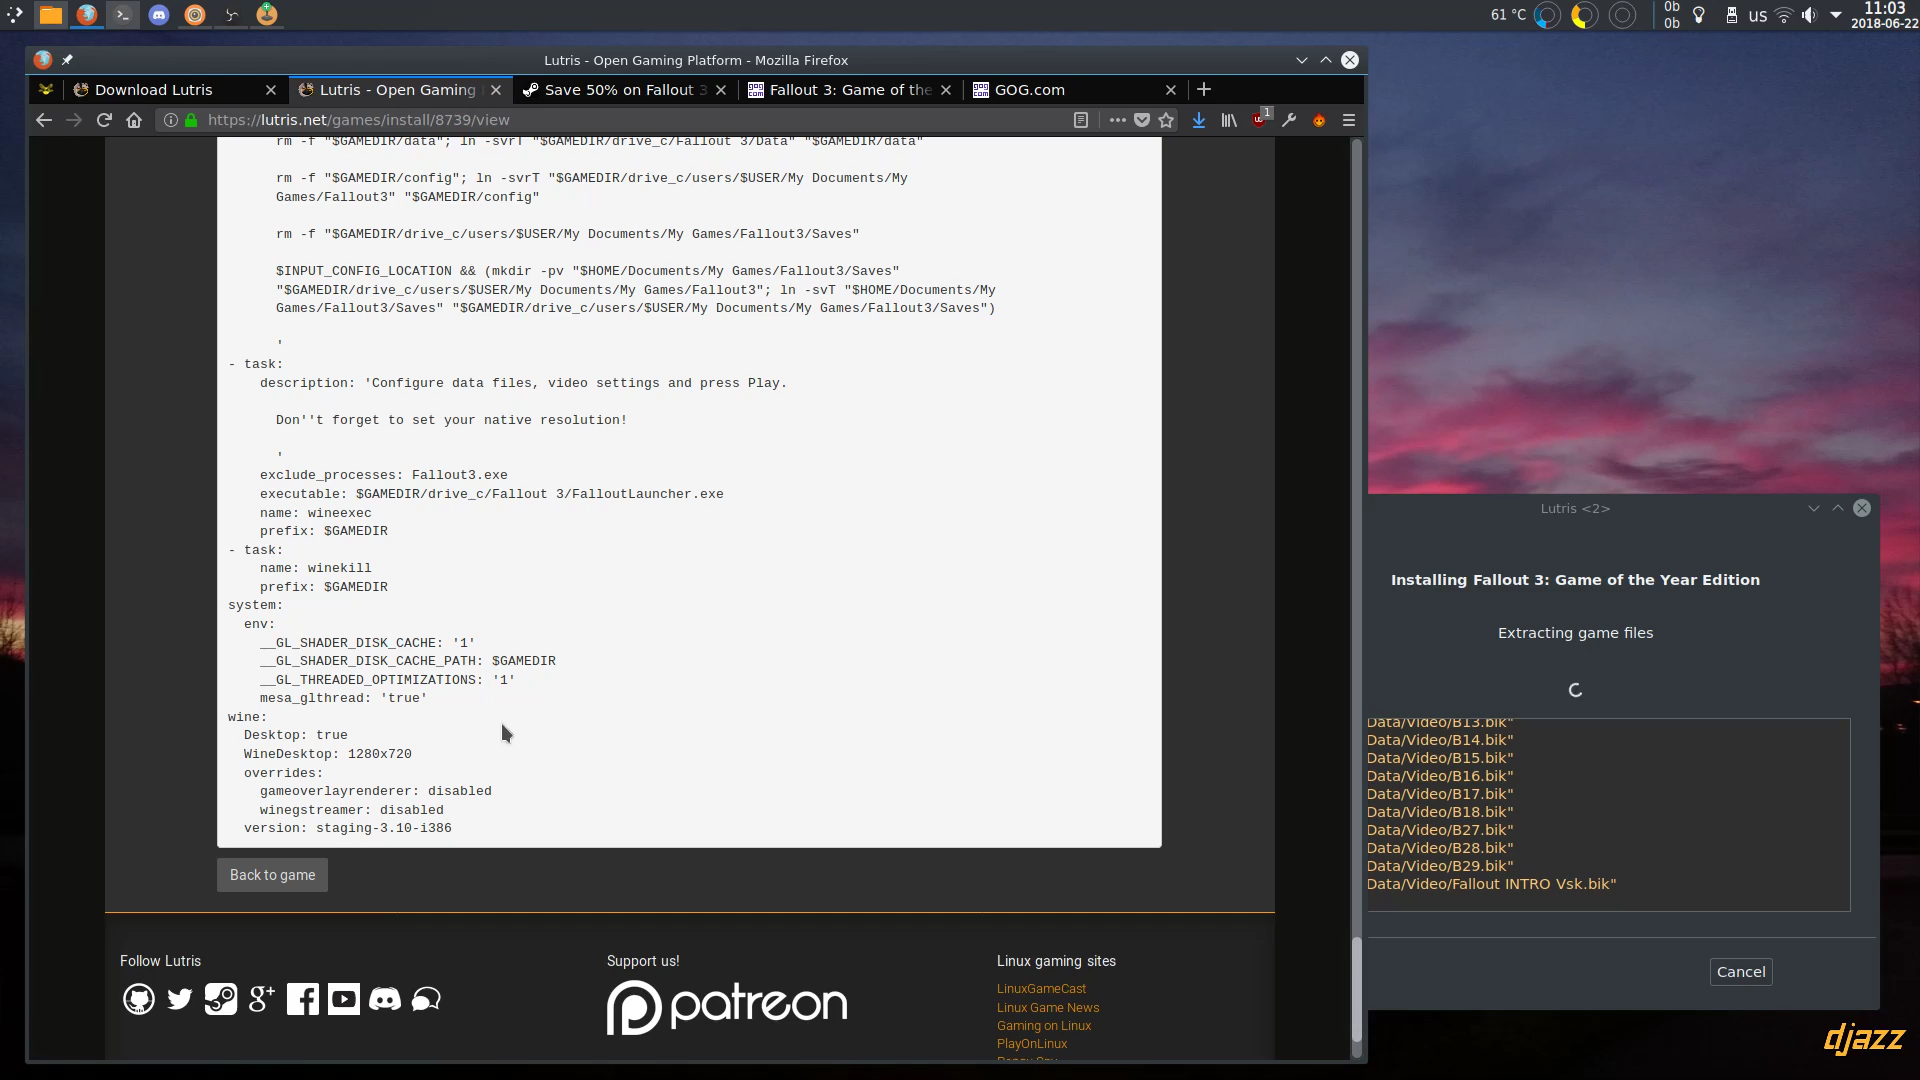 61 °C
0b
0b
us
11:03
2018-06-22
Lutris - Open Gaming Platform - Mozilla Firefox
Download Lutris
Lutris - Open Gaming
Save 50% on Fallout 3
Fallout 3: Game of the
GOG.com
https://lutris.net/games/install/8739/view
1
rm -f "$GAMEDIR/data"; ln -svrT "$GAMEDIR/drive_c/Fallout 3/Data" "$GAMEDIR/data"
rm -f "$GAMEDIR/config"; ln -svrT "$GAMEDIR/drive_c/users/$USER/My Documents/My
Games/Fallout3" "$GAMEDIR/config"
rm -f "$GAMEDIR/drive_c/users/$USER/My Documents/My Games/Fallout3/Saves"
$INPUT_CONFIG_LOCATION && (mkdir -pv "$HOME/Documents/My Games/Fallout3/Saves"
"$GAMEDIR/drive_c/users/$USER/My Documents/My Games/Fallout3"; ln -svT "$HOME/Documents/My
Games/Fallout3/Saves" "$GAMEDIR/drive_c/users/$USER/My Documents/My Games/Fallout3/Saves")
'
- task:
description: 'Configure data files, video settings and press Play.
Don''t forget to set your native resolution!
'
exclude_processes: Fallout3.exe
executable: $GAMEDIR/drive_c/Fallout 3/FalloutLauncher.exe
name: wineexec
prefix: $GAMEDIR
- task:
name: winekill
prefix: $GAMEDIR
system:
env:
__GL_SHADER_DISK_CACHE: '1'
__GL_SHADER_DISK_CACHE_PATH: $GAMEDIR
__GL_THREADED_OPTIMIZATIONS: '1'
mesa_glthread: 'true'
wine:
Desktop: true
WineDesktop: 1280x720
overrides:
gameoverlayrenderer: disabled
winegstreamer: disabled
version: staging-3.10-i386
Back to game
Follow Lutris
Support us!
patreon
Linux gaming sites
LinuxGameCast
Linux Game News
Gaming on Linux
PlayOnLinux
Lutris <2>
Installing Fallout 3: Game of the Year Edition
Extracting game files
Data/Video/B13.bik"
Data/Video/B14.bik"
Data/Video/B15.bik"
Data/Video/B16.bik"
Data/Video/B17.bik"
Data/Video/B18.bik"
Data/Video/B27.bik"
Data/Video/B28.bik"
Data/Video/B29.bik"
Data/Video/Fallout INTRO Vsk.bik"
Cancel
djazz